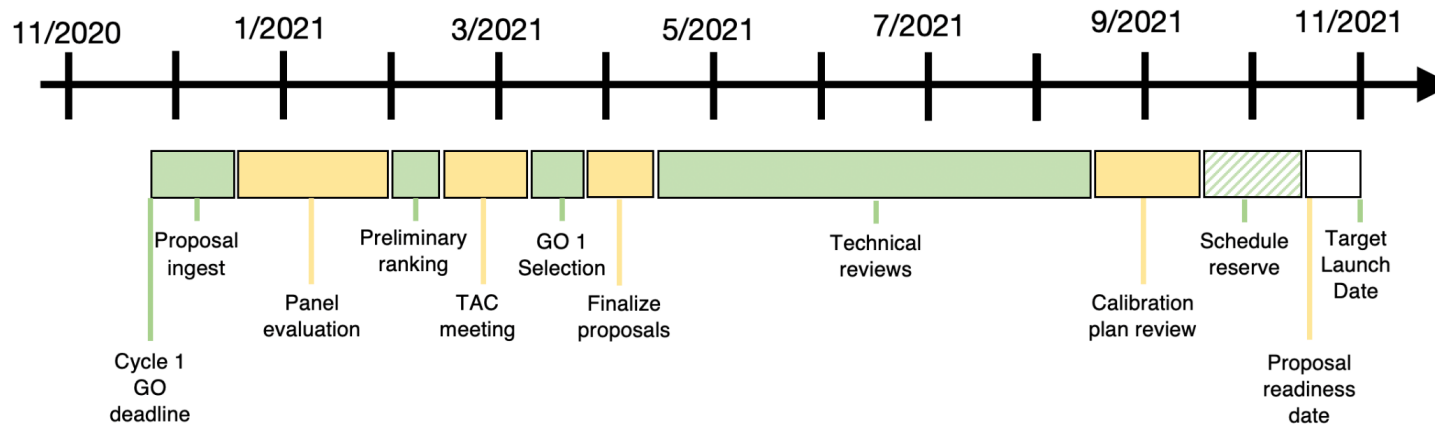 11/2020
1/2021
3/2021
5/2021
7/2021
9/2021
11/2021
Proposal
ingest
Preliminary
ranking
GO 1
Selection
Technical
reviews
Schedule
reserve
Target
Launch
Date
Panel
evaluation
TAC
meeting
Finalize
proposals
Calibration
plan review
Cycle 1
GO
deadline
Proposal
readiness
date